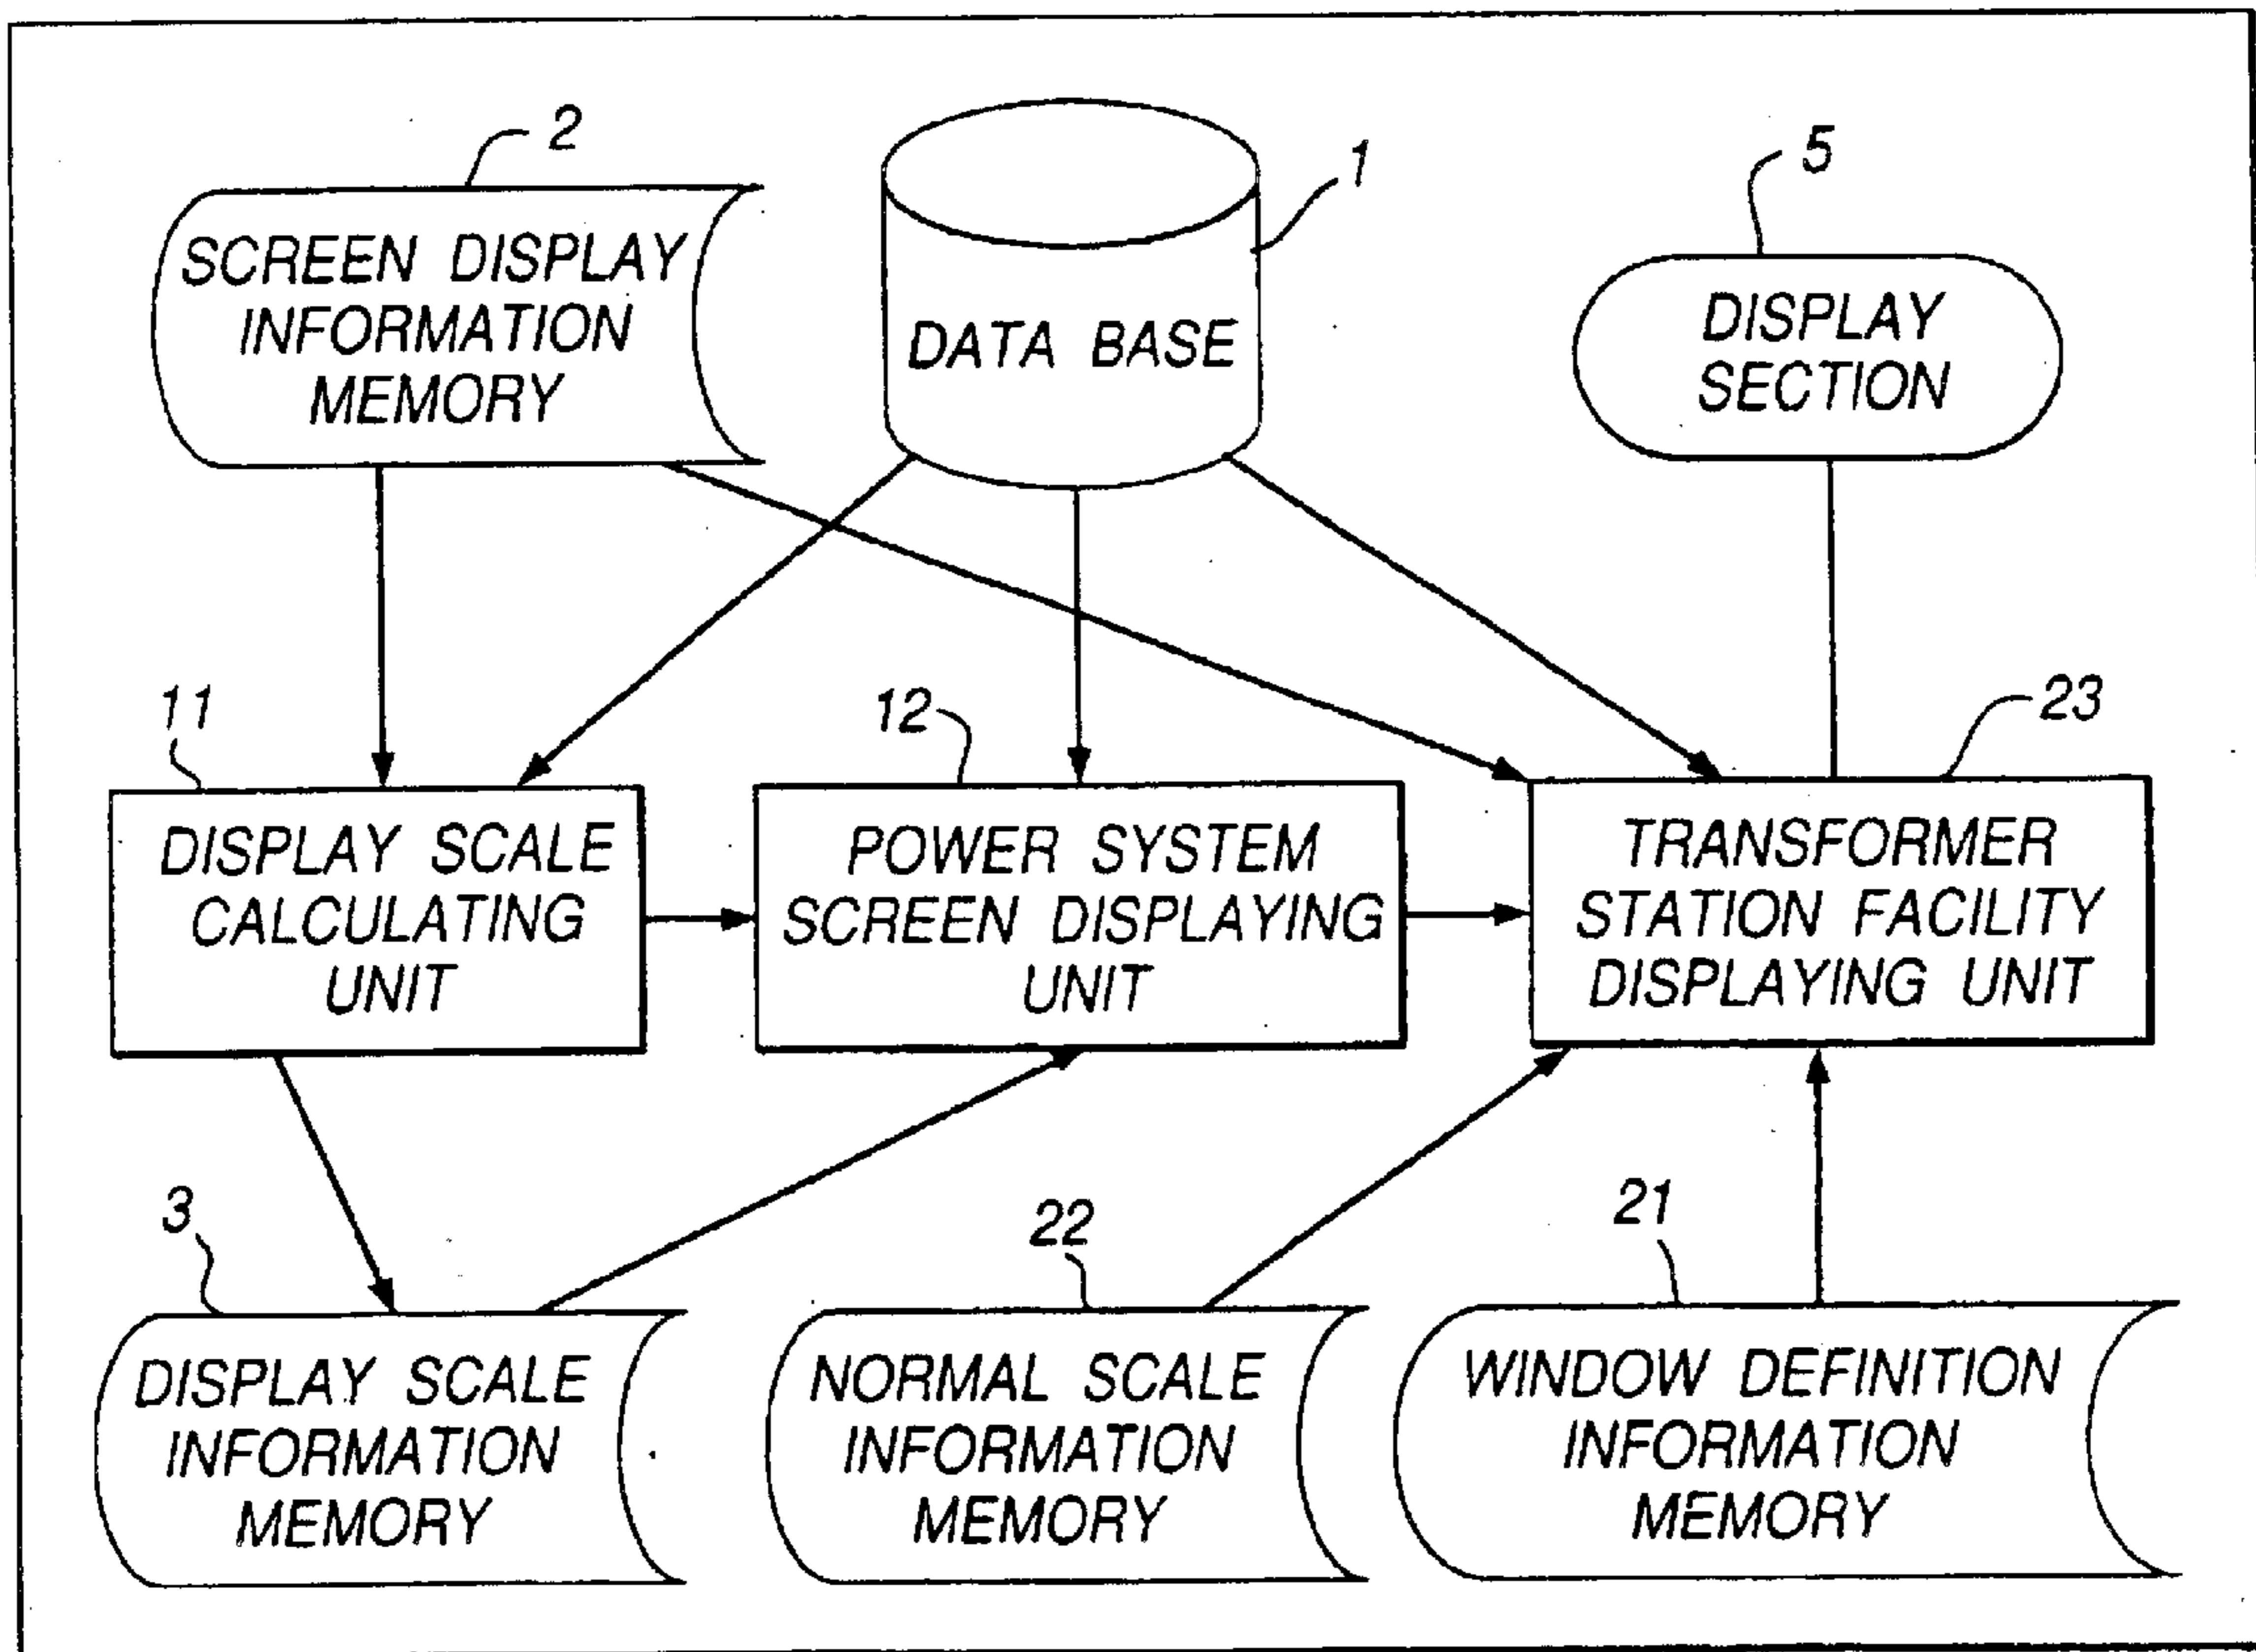 2
1
5
SCREEN DISPLAY
INFORMATION
MEMORY
DATA BASE
DISPLAY
SECTION
11
12
23
DISPLAY SCALE
CALCULATING
UNIT
POWER SYSTEM
SCREEN DISPLAYING
UNIT
TRANSFORMER
STATION FACILITY
DISPLAYING UNIT
3
22
21
DISPLAY SCALE
INFORMATION
MEMORY
NORMAL SCALE
INFORMATION
MEMORY
WINDOW DEFINITION
INFORMATION
MEMORY